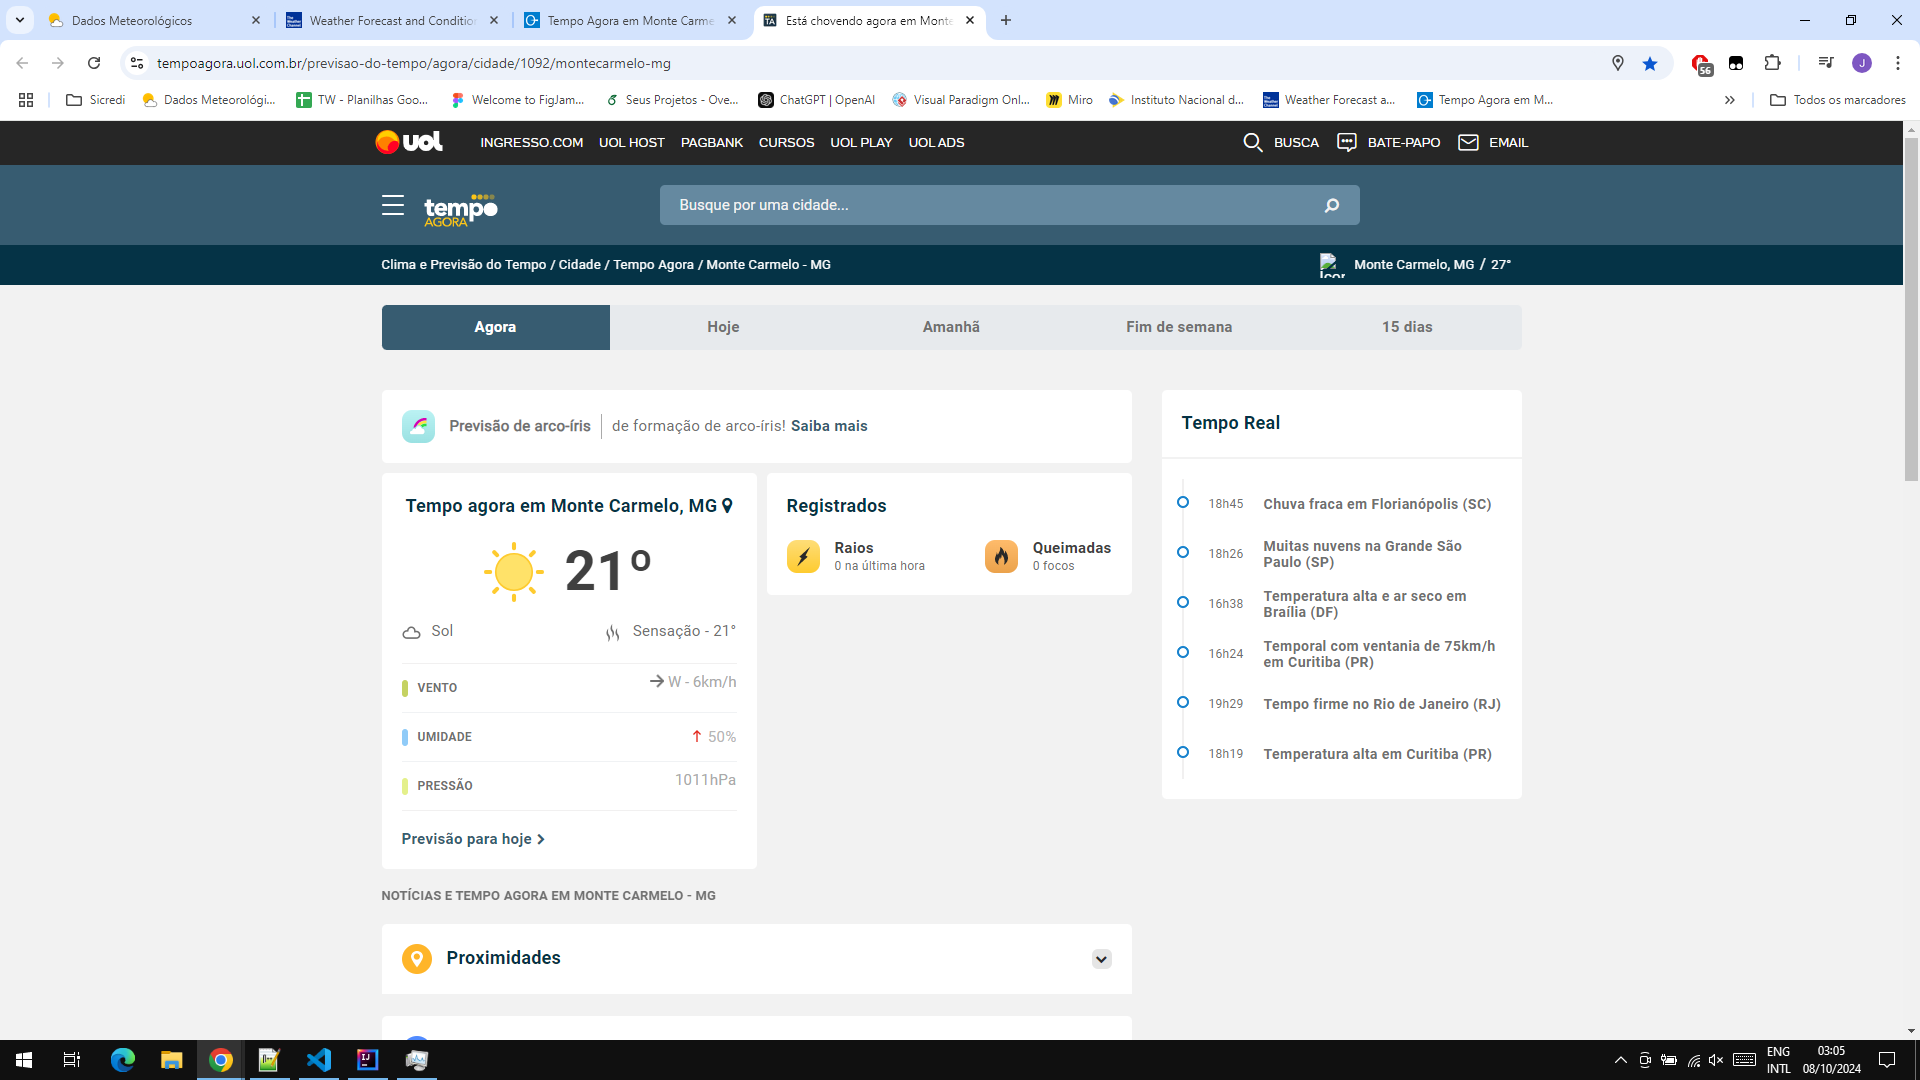 Dados Meteorológicos
Weather Forecast and Conditio
Tempo Agora em Monte Carme
Está chovendo agora em Monte
tempoagora.uol.com.br/previsao-do-tempo/agora/cidade/1092/montecarmelo-mg
56
J
Sicredi
Dados Meteorológi...
TW - Planilhas Goo...
Welcome to FigJam...
Seus Projetos - Ove...
ChatGPT | OpenAI
Visual Paradigm Onl...
Miro
Instituto Nacional d...
Weather Forecast a...
Tempo Agora em M...
Todos os marcadores
uol
INGRESSO.COM
UOL HOST
PAGBANK
CURSOS
UOL PLAY
UOL ADS
BUSCA
BATE-PAPO
EMAIL
tempo
AGORA
Busque por uma cidade...
Clima e Previsão do Tempo / Cidade / Tempo Agora / Monte Carmelo - MG
Monte Carmelo, MG / 27°
Agora
Hoje
Amanhã
Fim de semana
15 dias
Previsão de arco-íris
de formação de arco-íris! Saiba mais
Tempo agora em Monte Carmelo, MG
21º
Sol
Sensação - 21°
VENTO
W - 6km/h
UMIDADE
50%
PRESSÃO
1011hPa
Previsão para hoje
Registrados
Raios
0 na última hora
Queimadas
0 focos
Tempo Real
18h45
Chuva fraca em Florianópolis (SC)
18h26
Muitas nuvens na Grande São
Paulo (SP)
16h38
Temperatura alta e ar seco em
Braília (DF)
16h24
Temporal com ventania de 75km/h
em Curitiba (PR)
19h29
Tempo firme no Rio de Janeiro (RJ)
18h19
Temperatura alta em Curitiba (PR)
NOTÍCIAS E TEMPO AGORA EM MONTE CARMELO - MG
Proximidades
ENG
INTL
03:05
08/10/2024